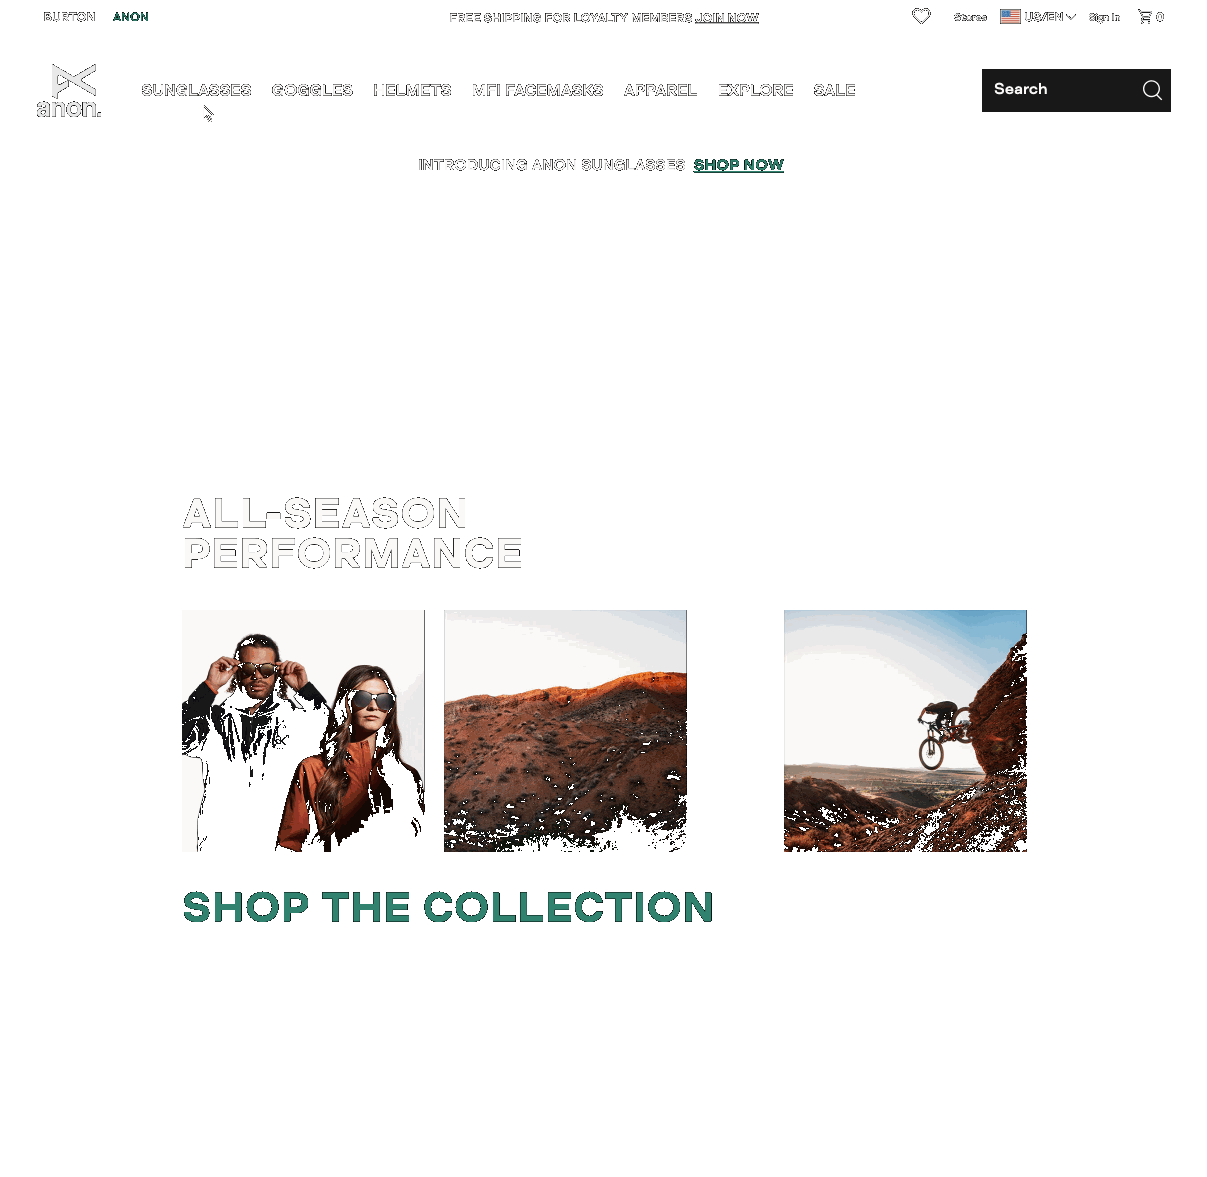 BURTON ANON FREE SHIPPING FOR LOYALTY MEMBERS JOIN NOW Stores US/EN Sign In 0
anon.
SUNGLASSES GOGGLES HELMETS MFI FACEMASKS APPAREL EXPLORE SALE Search
INTRODUCING ANON SUNGLASSES SHOP NOW
ALL-SEASON
PERFORMANCE
SHOP THE COLLECTION